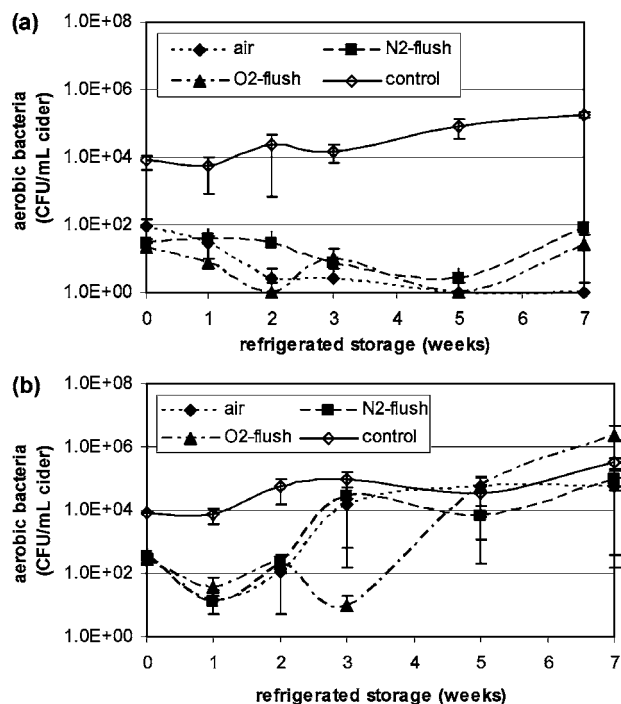 (a)
1.0E+08
1.0E+06
1.0E+04
1.0E+02
1.0E+00
aerobic bacteria
(CFU/mL cider)
air
N2-flush
O2-flush
control
0 1 2 3 4 5 6 7
refrigerated storage (weeks)
(b)
1.0E+08
1.0E+06
1.0E+04
1.0E+02
1.0E+00
aerobic bacteria
(CFU/mL cider)
air
N2-flush
O2-flush
control
0 1 2 3 4 5 6 7
refrigerated storage (weeks)